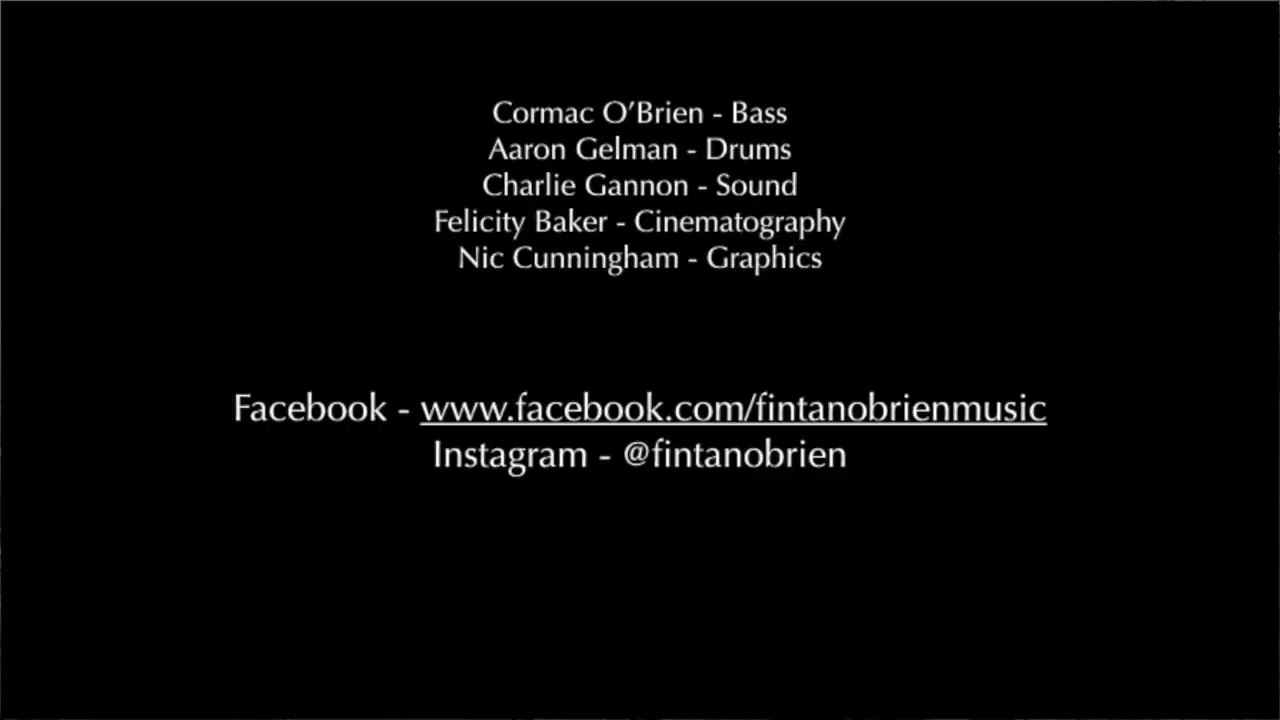 Cormac O’Brien - Bass
Aaron Gelman - Drums
Charlie Gannon - Sound
Felicity Baker - Cinematography
Nic Cunningham - Graphics
Facebook - www.facebook.com/fintanobrienmusic
Instagram - @fintanobrien